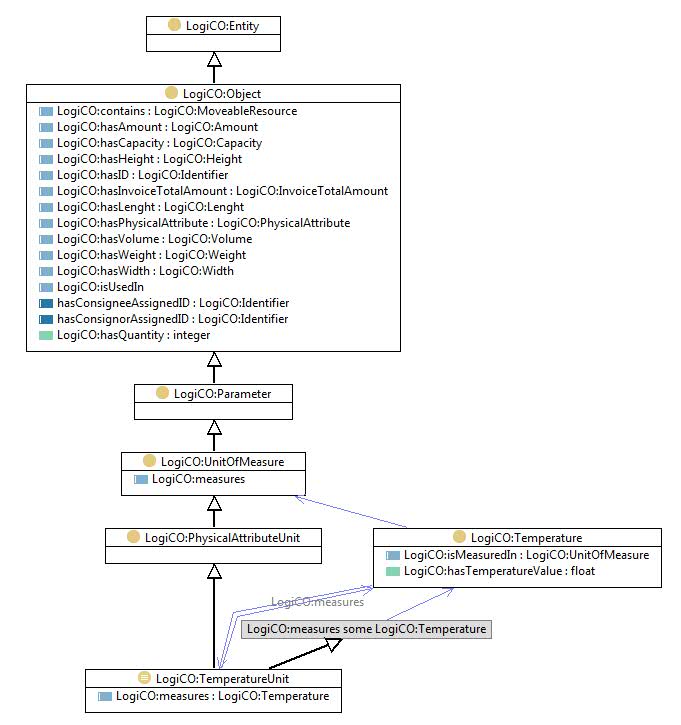 LogiCO:Entity
LogiCO:Object
LogiCO:contains : LogiCO:MoveableResource
LogiCO:hasAmount : LogiCO:Amount
LogiCO:hasCapacity : LogiCO:Capacity
LogiCO:hasHeight : LogiCO:Height
LogiCO:hasID : LogiCO:Identifier
LogiCO:hasInvoiceTotalAmount : LogiCO:InvoiceTotalAmount
LogiCO:hasLenght : LogiCO:Lenght
LogiCO:hasPhysicalAttribute : LogiCO:PhysicalAttribute
LogiCO:hasVolume : LogiCO:Volume
LogiCO:hasWeight : LogiCO:Weight
LogiCO:hasWidth : LogiCO:Width
LogiCO:isUsedIn
hasConsigneeAssignedID : LogiCO:Identifier
hasConsignorAssignedID : LogiCO:Identifier
LogiCO:hasQuantity : integer
LogiCO:Parameter
LogiCO:UnitOfMeasure
LogiCO:measures
LogiCO:PhysicalAttributeUnit
LogiCO:Temperature
LogiCO:isMeasuredIn : LogiCO:UnitOfMeasure
LogiCO:hasTemperatureValue : float
LogiCO:measures
LogiCO:measures some LogiCO:Temperature
LogiCO:TemperatureUnit
LogiCO:measures : LogiCO:Temperature